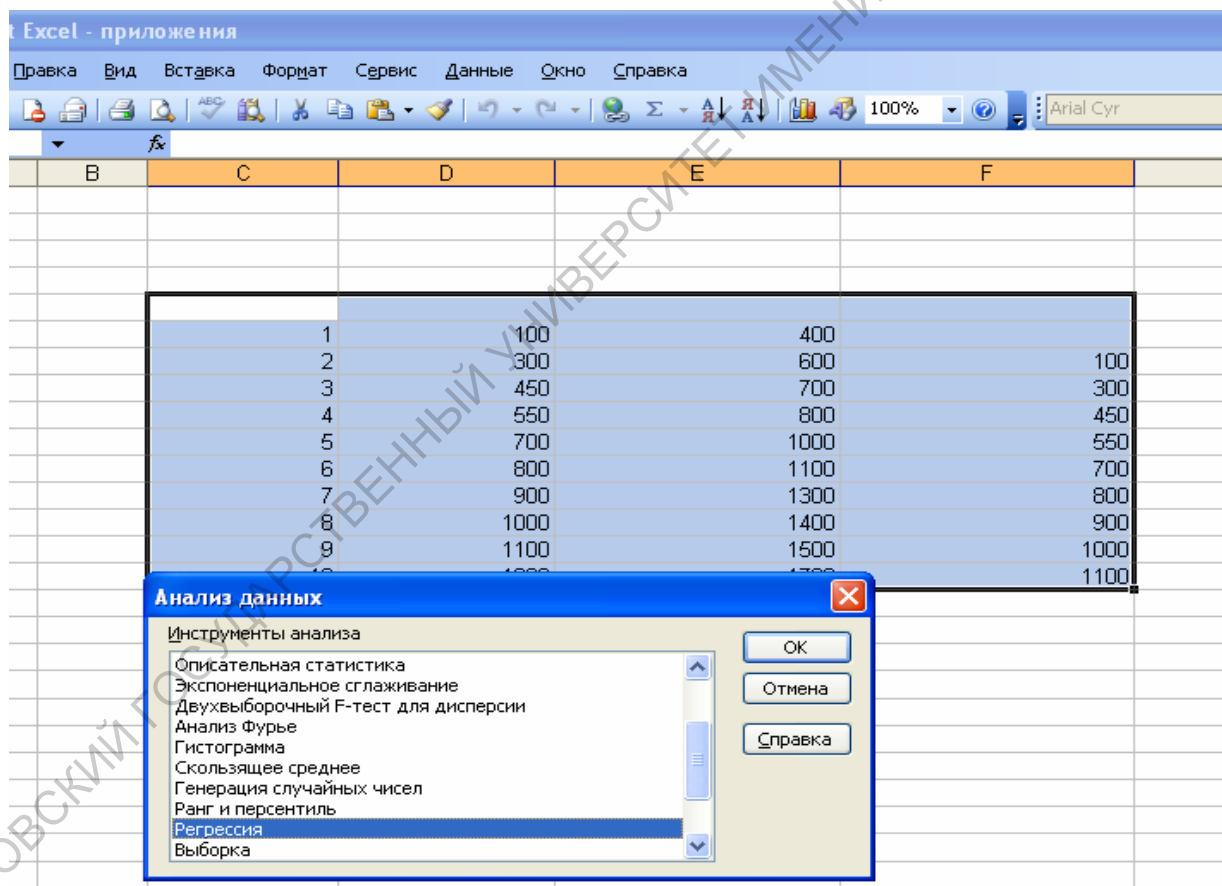 t Excel - приложения
Правка Вид Вставка Формат Сервис Данные Окно Справка
100% Arial Cyr
fx
B C D E F
1 100 400
2 300 600 100
3 450 700 300
4 550 800 450
5 700 1000 550
6 800 1100 700
7 900 1300 800
8 1000 1400 900
9 1100 1500 1000
1100
Анализ данных
Инструменты анализа
Описательная статистика
Экспоненциальное сглаживание
Двухвыборочный F-тест для дисперсии
Анализ Фурье
Гистограмма
Скользящее среднее
Генерация случайных чисел
Ранг и персентиль
Регрессия
Выборка
OK
Отмена
Справка
ГОСУДАРСТВЕННЫЙ УНИВЕРСИТЕТ